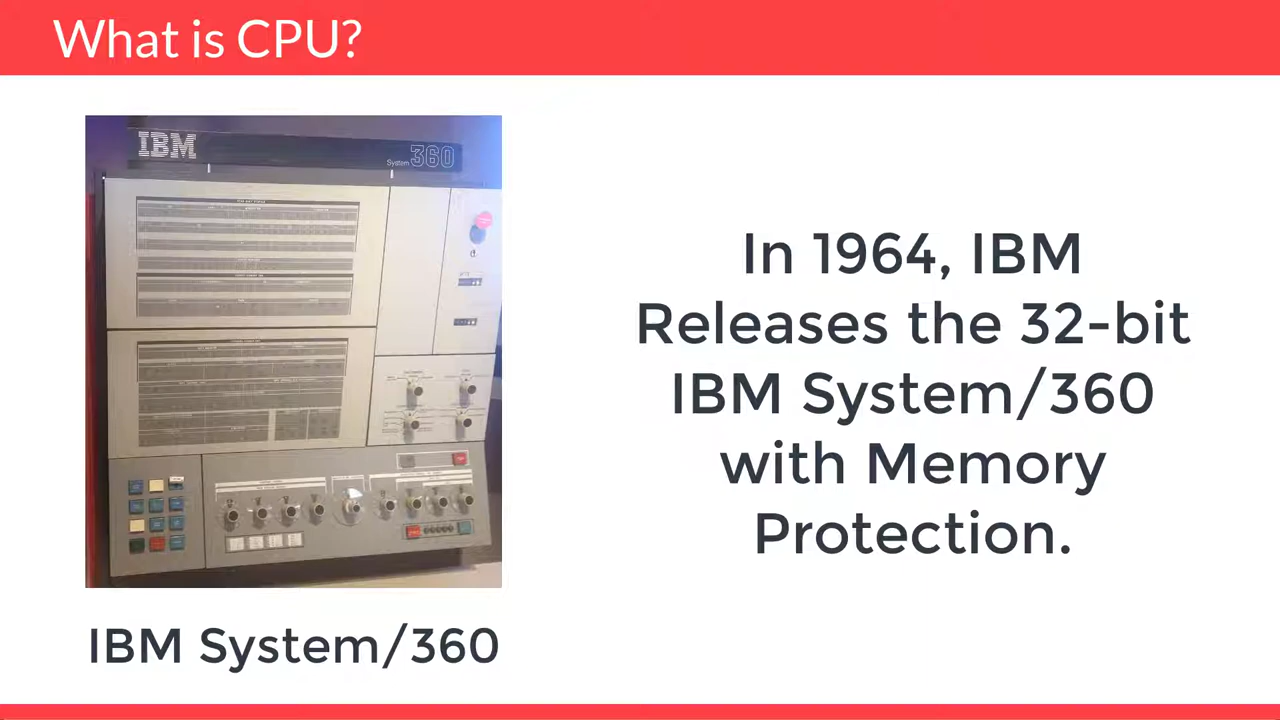 What is CPU?
IBM
System 360
In 1964, IBM
Releases the 32-bit
IBM System/360
with Memory
Protection.
IBM System/360